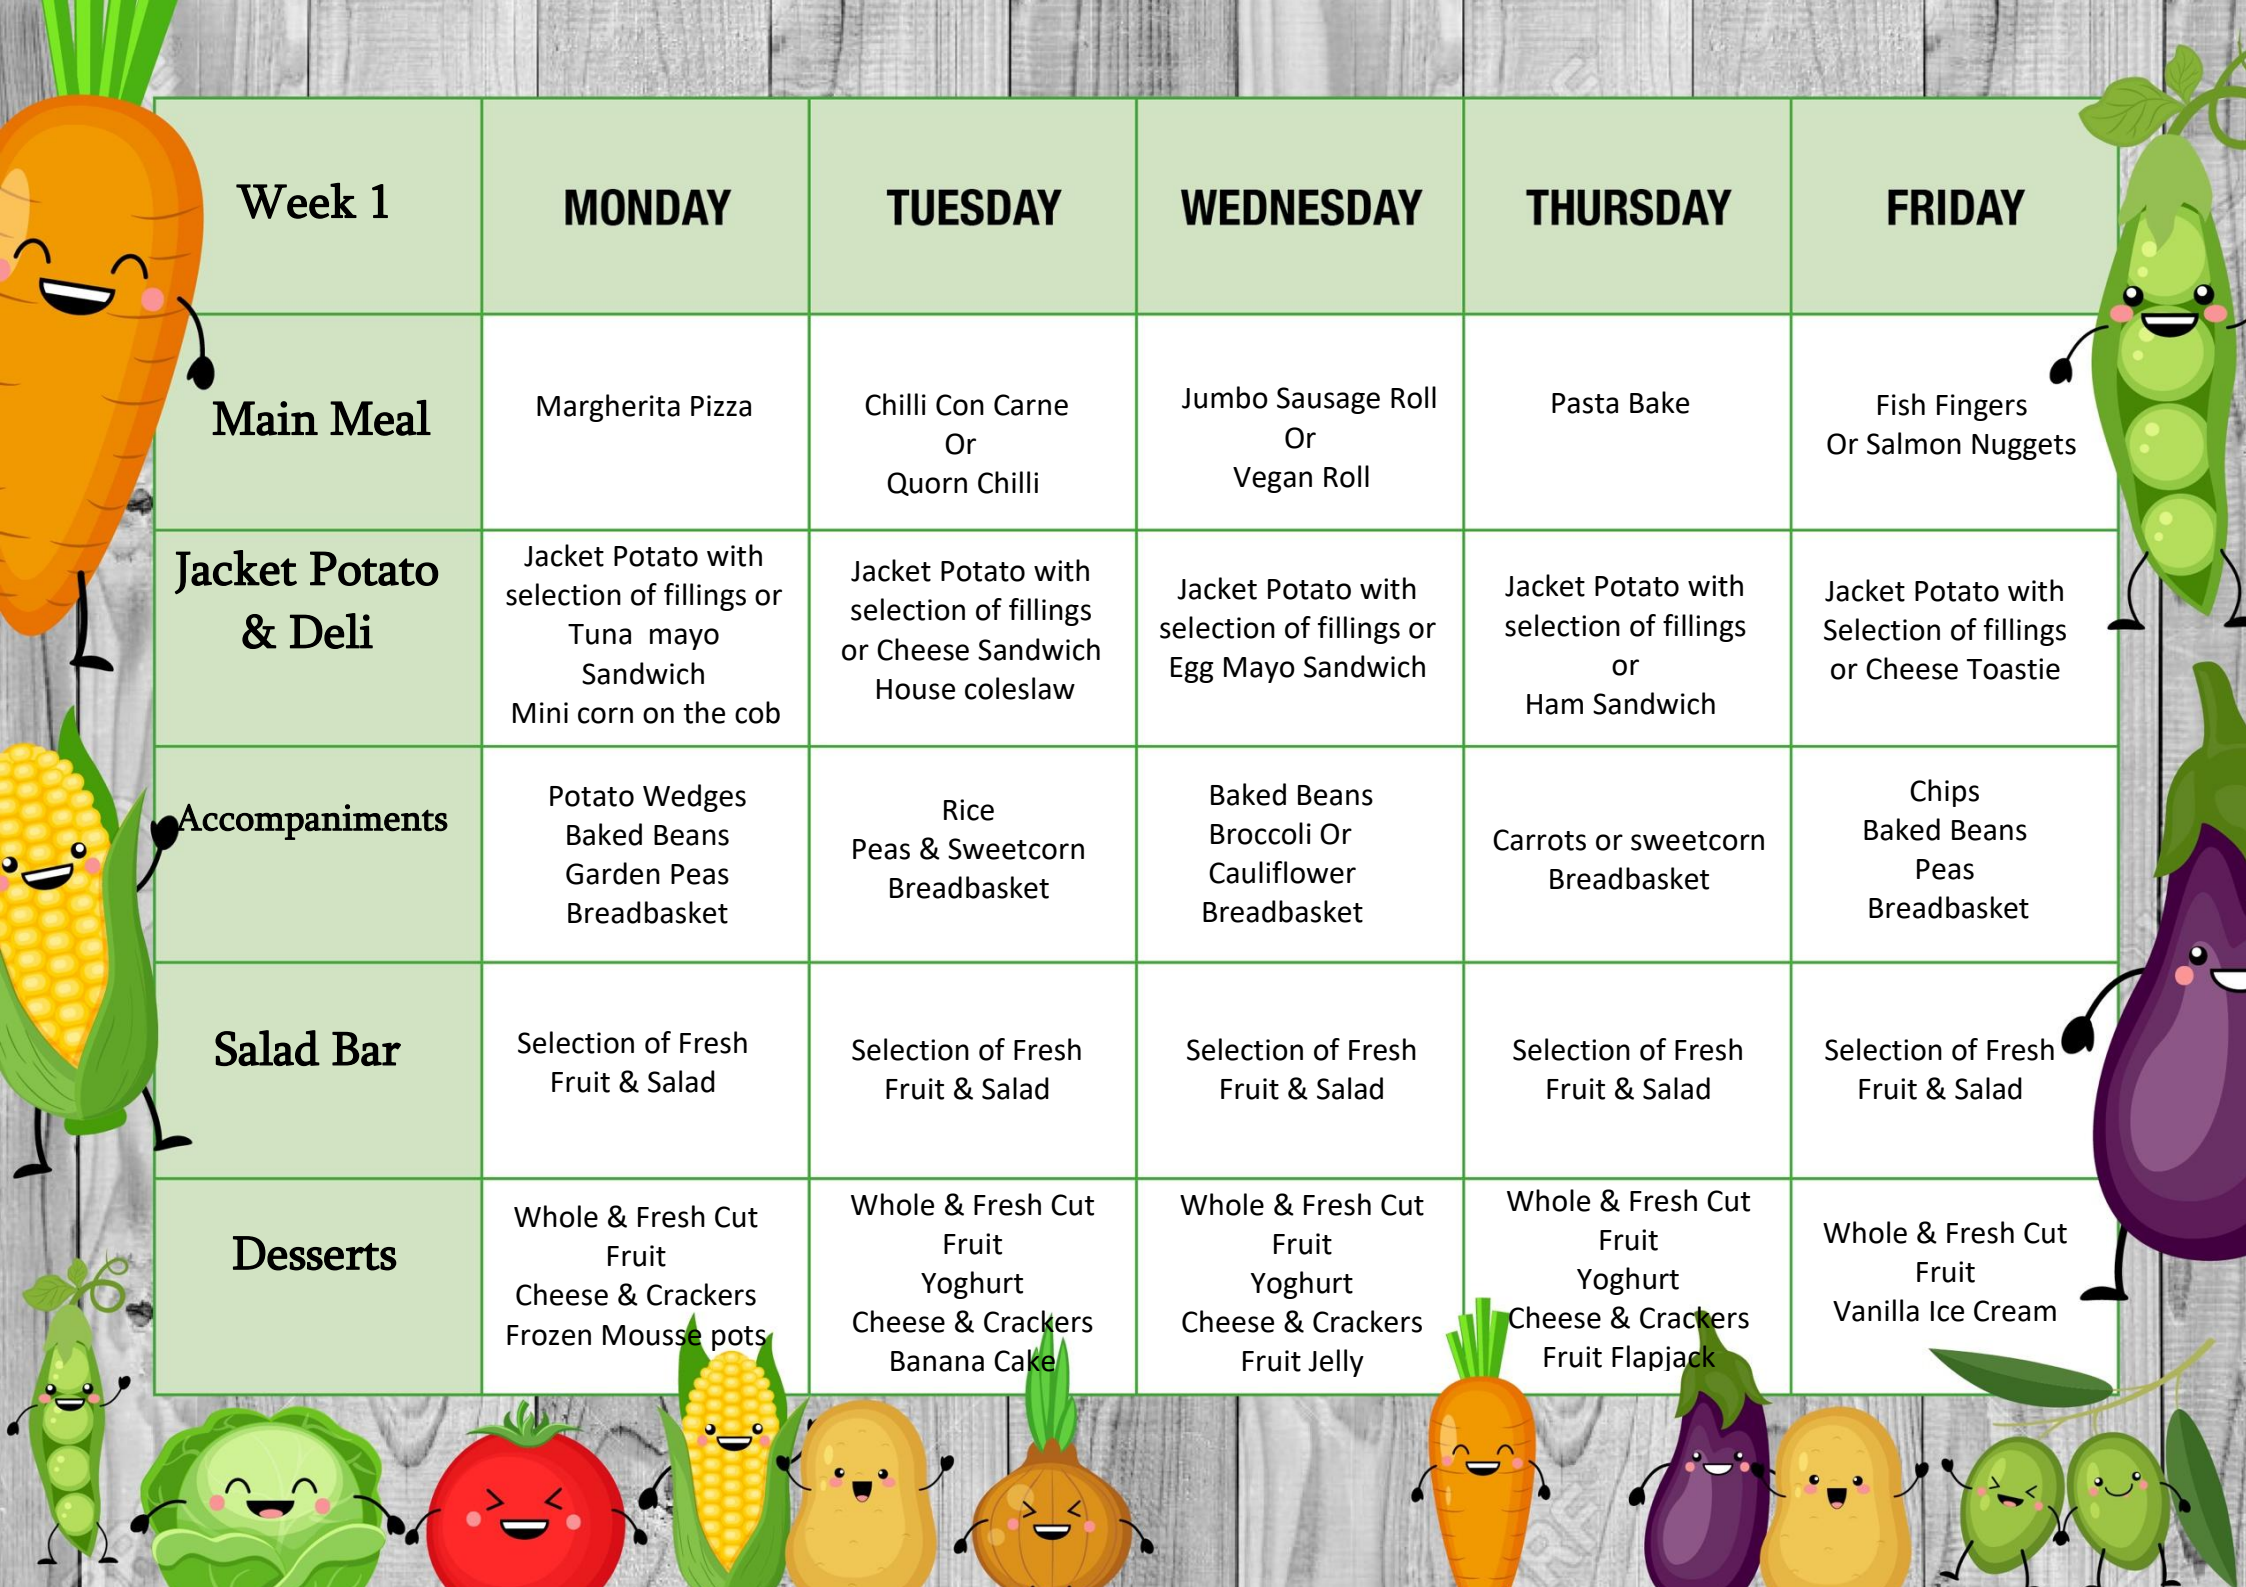 Week 1
MONDAY
TUESDAY
WEDNESDAY
THURSDAY
FRIDAY
Main Meal
Margherita Pizza
Chilli Con Carne
Or
Quorn Chilli
Jumbo Sausage Roll
Or
Vegan Roll
Pasta Bake
Fish Fingers
Or Salmon Nuggets
Jacket Potato
& Deli
Jacket Potato with
selection of fillings or
Tuna mayo
Sandwich
Mini corn on the cob
Jacket Potato with
selection of fillings
or Cheese Sandwich
House coleslaw
Jacket Potato with
selection of fillings or
Egg Mayo Sandwich
Jacket Potato with
selection of fillings
or
Ham Sandwich
Jacket Potato with
Selection of fillings
or Cheese Toastie
Accompaniments
Potato Wedges
Baked Beans
Garden Peas
Breadbasket
Rice
Peas & Sweetcorn
Breadbasket
Baked Beans
Broccoli Or
Cauliflower
Breadbasket
Carrots or sweetcorn
Breadbasket
Chips
Baked Beans
Peas
Breadbasket
Salad Bar
Selection of Fresh
Fruit & Salad
Selection of Fresh
Fruit & Salad
Selection of Fresh
Fruit & Salad
Selection of Fresh
Fruit & Salad
Selection of Fresh
Fruit & Salad
Desserts
Whole & Fresh Cut
Fruit
Cheese & Crackers
Frozen Mousse pots
Whole & Fresh Cut
Fruit
Yoghurt
Cheese & Crackers
Banana Cake
Whole & Fresh Cut
Fruit
Yoghurt
Cheese & Crackers
Fruit Jelly
Whole & Fresh Cut
Fruit
Yoghurt
Cheese & Crackers
Fruit Flapjack
Whole & Fresh Cut
Fruit
Vanilla Ice Cream